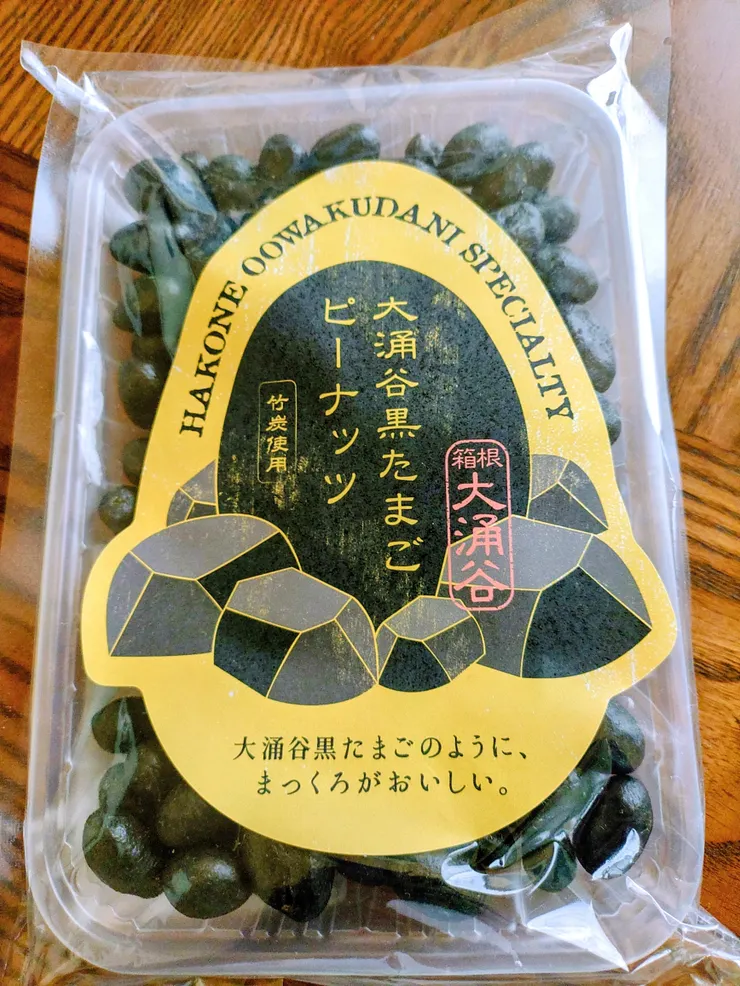 HAKONE OOWAKUDANI SPECIALTY
大涌谷黒たまご
ピーナッツ
竹炭使用
箱根
大涌谷
大涌谷黒たまごのように、
まっくろがおいしい。